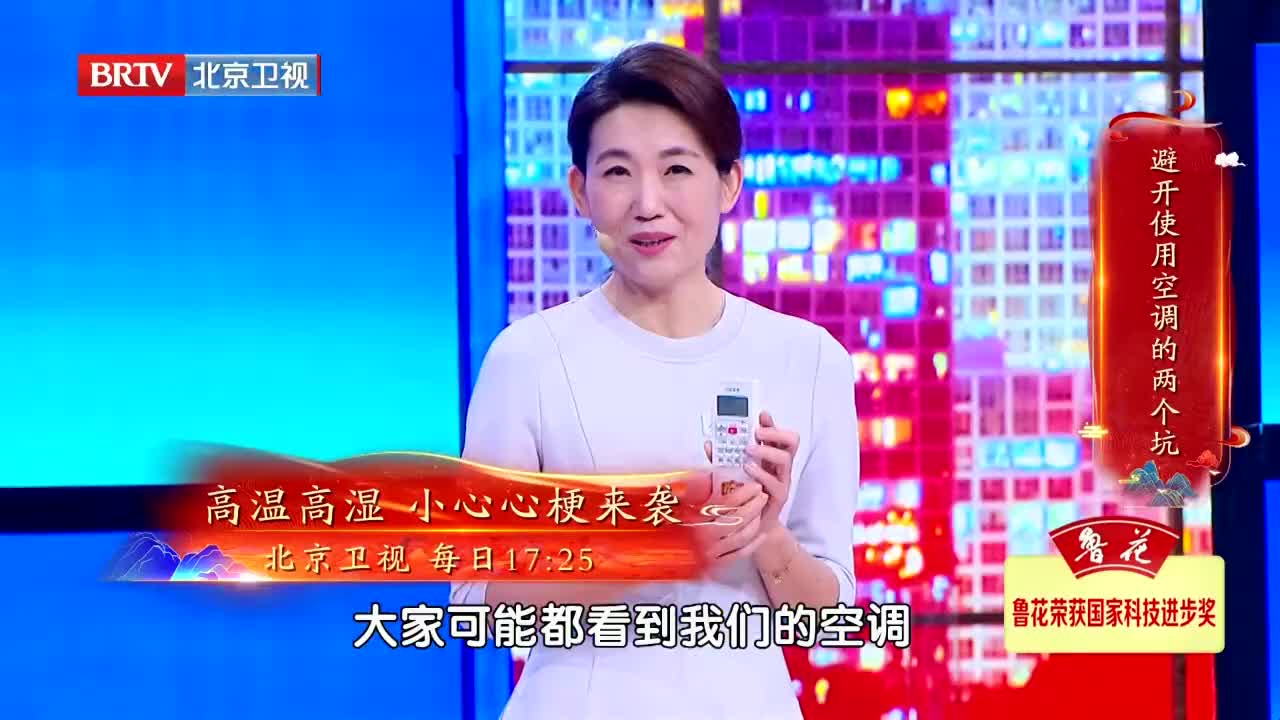 BRTV 北京卫视
避开使用空调的两个坑
高温高湿 小心心梗来袭
北京卫视 每日17:25
鲁花
鲁花荣获国家科技进步奖
大家可能都看到我们的空调